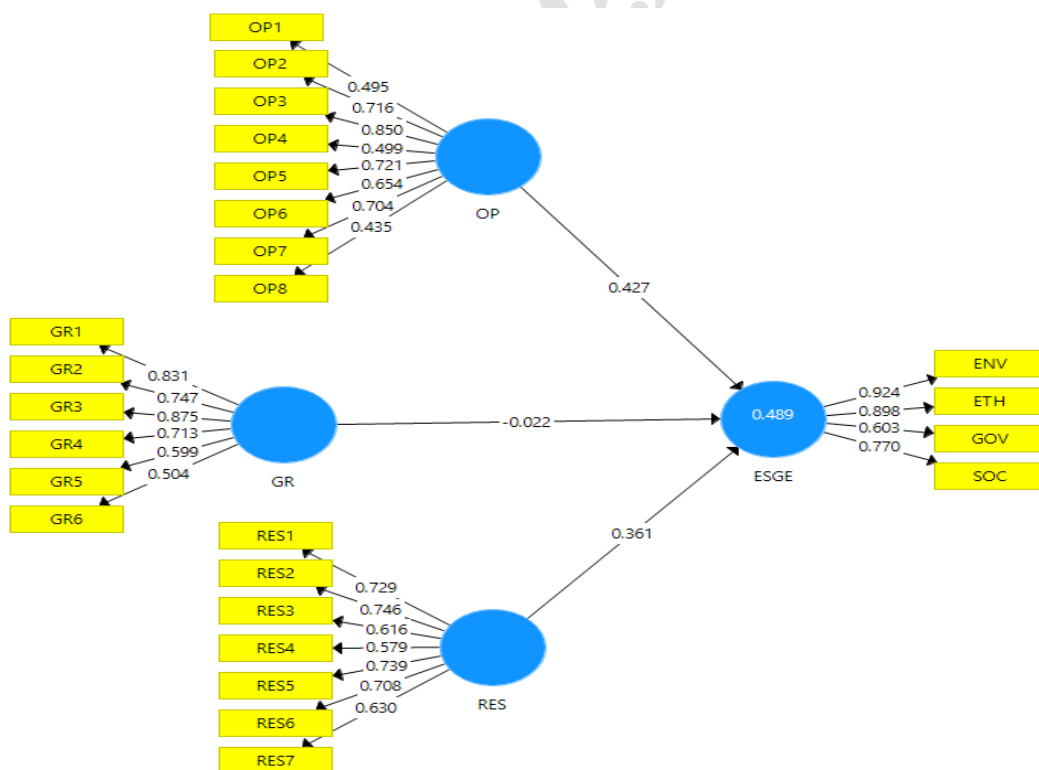 OP1
OP2
OP3
OP4
OP5
OP6
OP7
OP8
0.495
0.716
0.850
0.499
0.721
0.654
0.704
0.435
OP
0.427
GR1
GR2
GR3
GR4
GR5
GR6
0.831
0.747
0.875
0.713
0.599
0.504
GR
-0.022
RES1
RES2
RES3
RES4
RES5
RES6
RES7
0.729
0.746
0.616
0.579
0.739
0.708
0.630
RES
0.361
0.489
ESGE
0.924
0.898
0.603
0.770
ENV
ETH
GOV
SOC